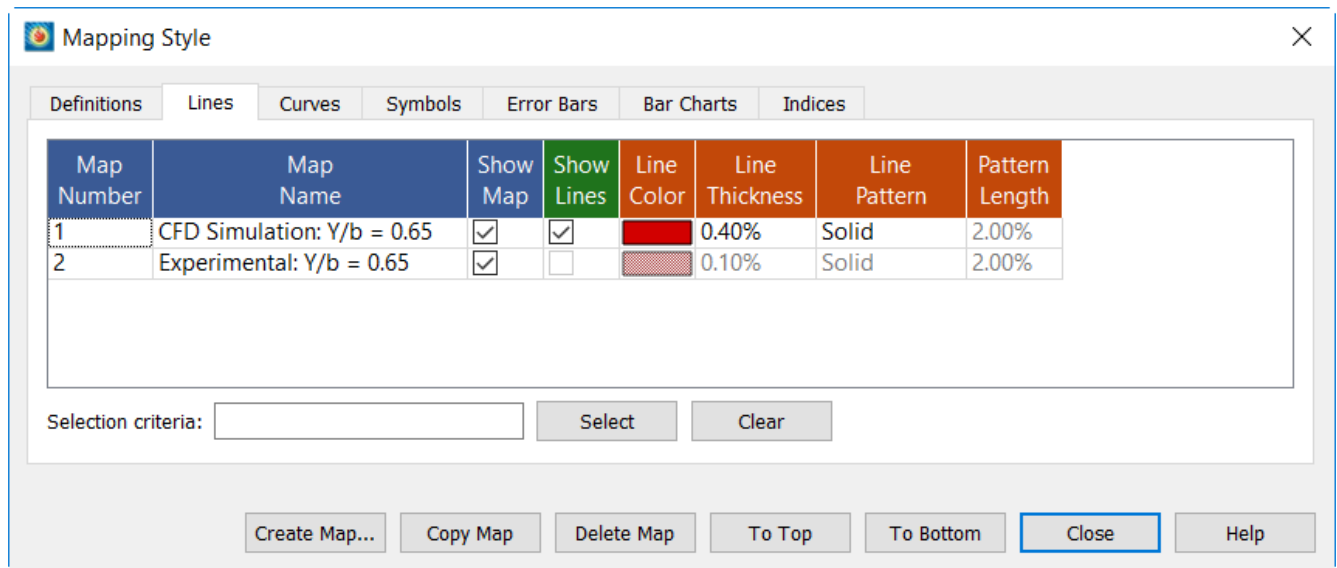 Mapping Style
Definitions Lines Curves Symbols Error Bars Bar Charts Indices
Map Number Map Name Show Map Show Lines Line Color Line Thickness Line Pattern Pattern Length
1 CFD Simulation: Y/b = 0.65 0.40% Solid 2.00%
2 Experimental: Y/b = 0.65 0.10% Solid 2.00%
Selection criteria: Select Clear
Create Map... Copy Map Delete Map To Top To Bottom Close Help